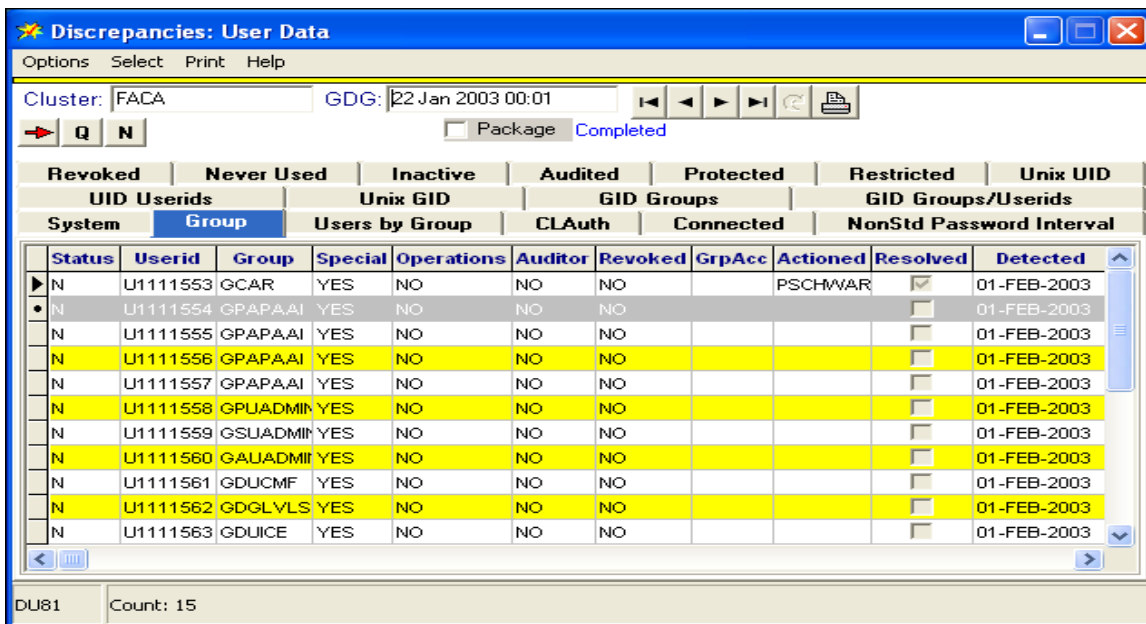 Discrepancies: User Data
Options Select Print Help
Cluster: FACA GDG: 22 Jan 2003 00:01
Q N Package Completed
Revoked Never Used Inactive Audited Protected Restricted Unix UID
UID Userids Unix GID GID Groups GID Groups/Userids
System Group Users by Group CLAuth Connected NonStd Password Interval
Status Userid Group Special Operations Auditor Revoked GrpAcc Actioned Resolved Detected
N U1111553 GCAR YES NO NO NO PSCHWAR 01-FEB-2003
N U1111554 GPAPAAI YES NO NO NO 01-FEB-2003
N U1111555 GPAPAAI YES NO NO NO 01-FEB-2003
N U1111556 GPAPAAI YES NO NO NO 01-FEB-2003
N U1111557 GPAPAAI YES NO NO NO 01-FEB-2003
N U1111558 GPUADMIN YES NO NO NO 01-FEB-2003
N U1111559 GSUADMIN YES NO NO NO 01-FEB-2003
N U1111560 GAUADMII YES NO NO NO 01-FEB-2003
N U1111561 GDUCMF YES NO NO NO 01-FEB-2003
N U1111562 GDGLVLS YES NO NO NO 01-FEB-2003
N U1111563 GDUICE YES NO NO NO 01-FEB-2003
DU81 Count: 15